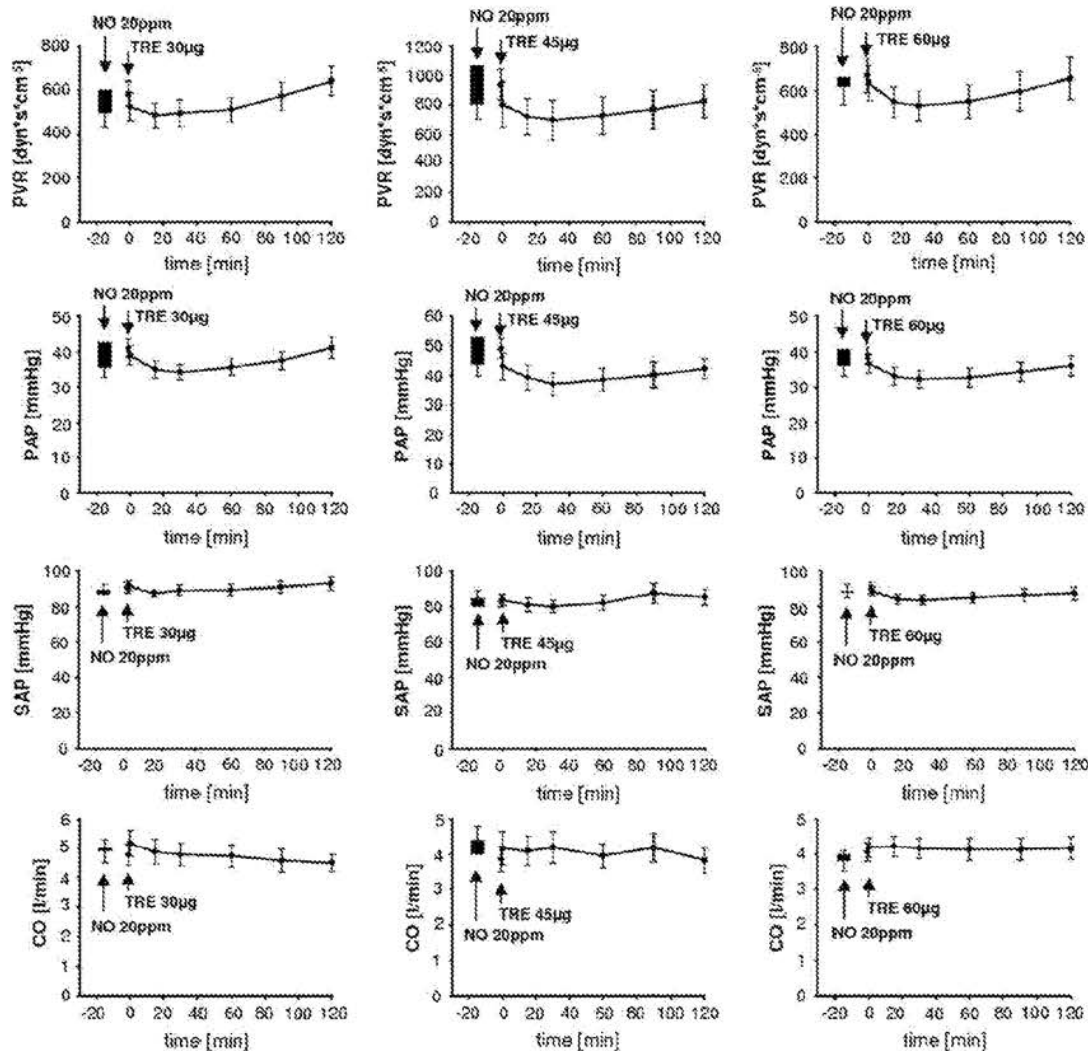 NO 20ppm
TRE 30µg
PVR [dyn*s*cm⁻⁵]
800
600
400
200
0
-20 0 20 40 60 80 100 120
time [min]
NO 20ppm
TRE 45µg
PVR [dyn*s*cm⁻⁵]
1200
1000
800
600
400
200
0
-20 0 20 40 60 80 100 120
time [min]
NO 20ppm
TRE 60µg
PVR [dyn*s*cm⁻⁵]
800
600
400
200
0
-20 0 20 40 60 80 100 120
time [min]
NO 20ppm
TRE 30µg
PAP [mmHg]
50
40
30
20
10
0
-20 0 20 40 60 80 100 120
time [min]
NO 20ppm
TRE 45µg
PAP [mmHg]
60
50
40
30
20
10
0
-20 0 20 40 60 80 100 120
time [min]
NO 20ppm
TRE 60µg
PAP [mmHg]
50
40
30
20
10
0
-20 0 20 40 60 80 100 120
time [min]
SAP [mmHg]
100
80
60
40
20
0
TRE 30µg
NO 20ppm
-20 0 20 40 60 80 100 120
time [min]
SAP [mmHg]
100
80
60
40
20
0
TRE 45µg
NO 20ppm
-20 0 20 40 60 80 100 120
time [min]
SAP [mmHg]
100
80
60
40
20
0
TRE 60µg
NO 20ppm
-20 0 20 40 60 80 100 120
time [min]
CO [l/min]
6
5
4
3
2
1
0
TRE 30µg
NO 20ppm
-20 0 20 40 60 80 100 120
time [min]
CO [l/min]
5
4
3
2
1
0
TRE 45µg
NO 20ppm
-20 0 20 40 60 80 100 120
time [min]
CO [l/min]
5
4
3
2
1
0
TRE 60µg
NO 20ppm
-20 0 20 40 60 80 100 120
time [min]